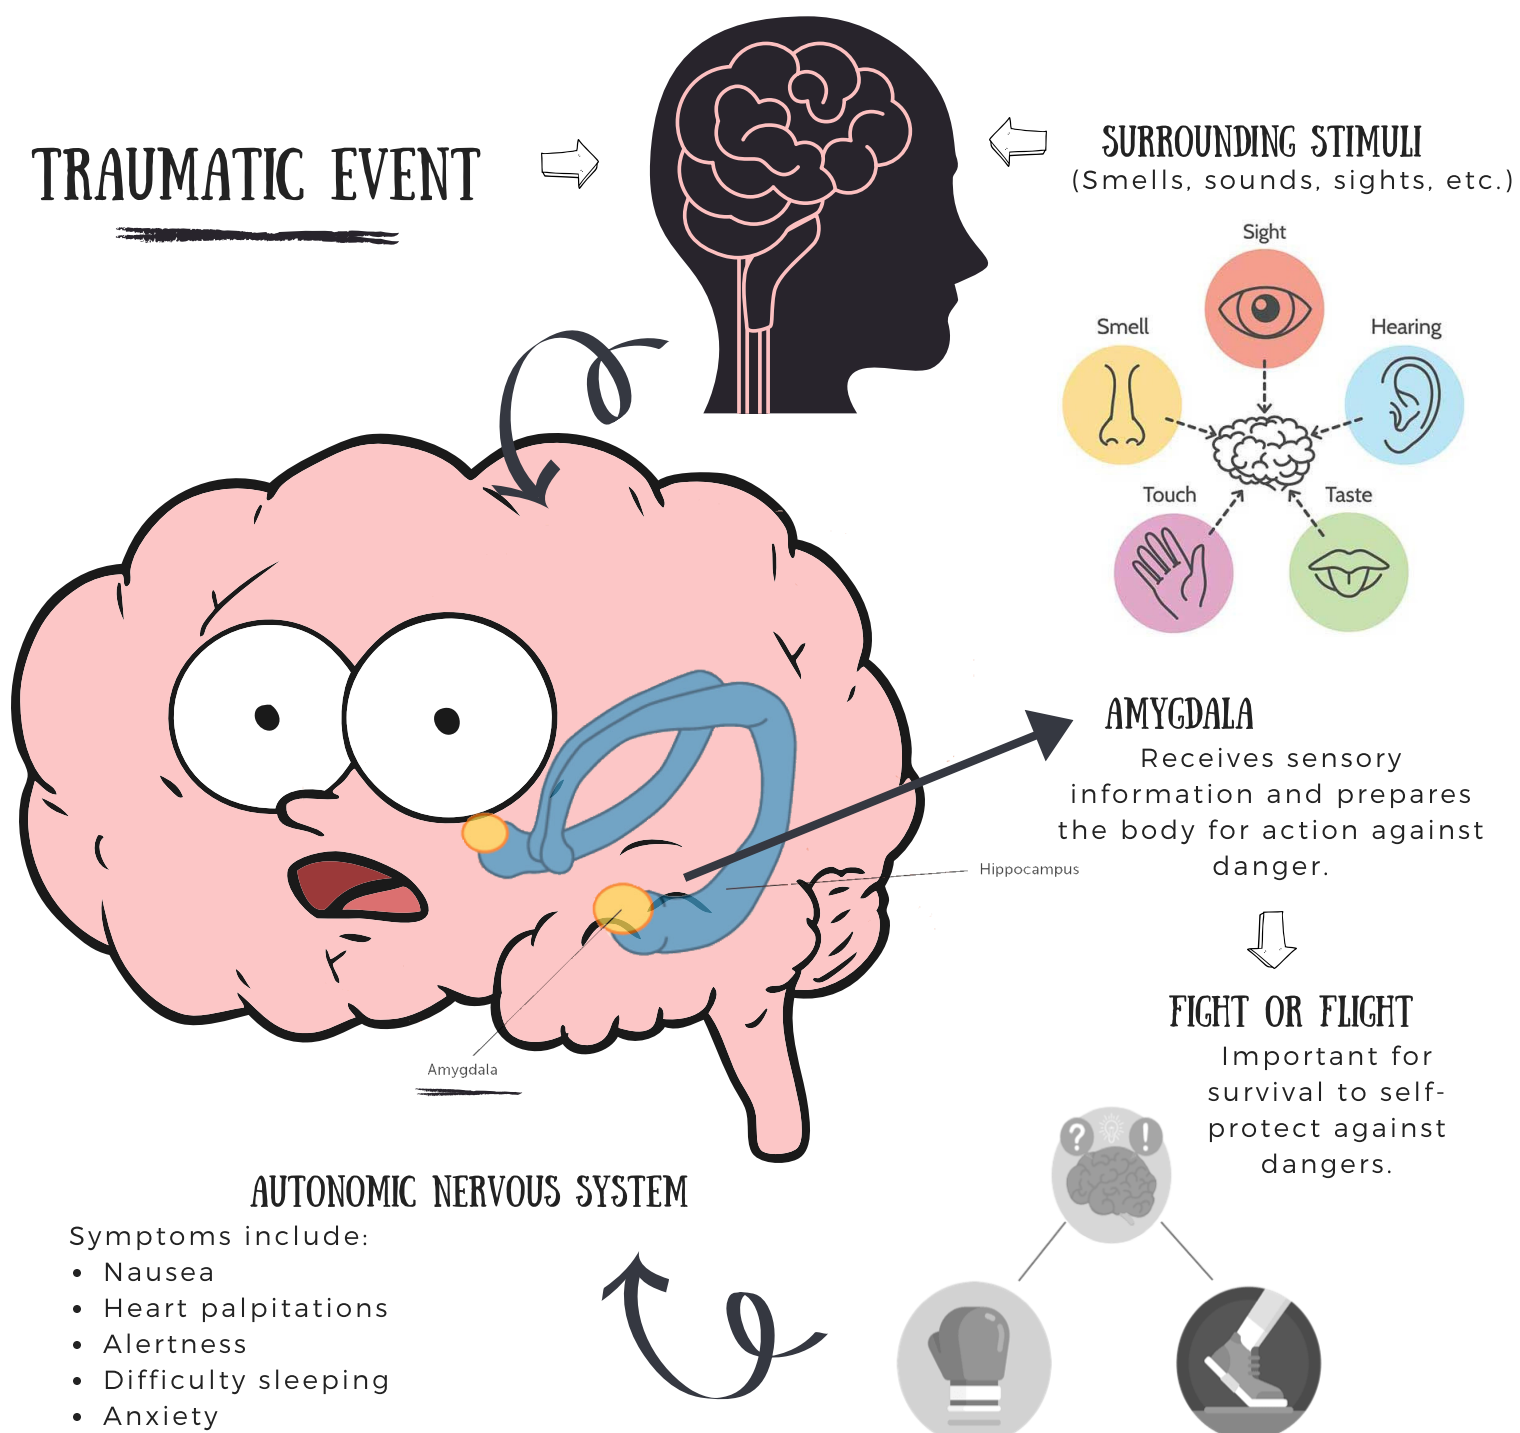 TRAUMATIC EVENT
SURROUNDING STIMULI
(Smells, sounds, sights, etc.)
Sight
Smell
Hearing
Touch
Taste
AMYGDALA
Receives sensory
information and prepares
the body for action against
danger.
Hippocampus
FIGHT OR FLIGHT
Important for
survival to self-
protect against
dangers.
? !
Amygdala
AUTONOMIC NERVOUS SYSTEM
Symptoms include:
• Nausea
• Heart palpitations
• Alertness
• Difficulty sleeping
• Anxiety